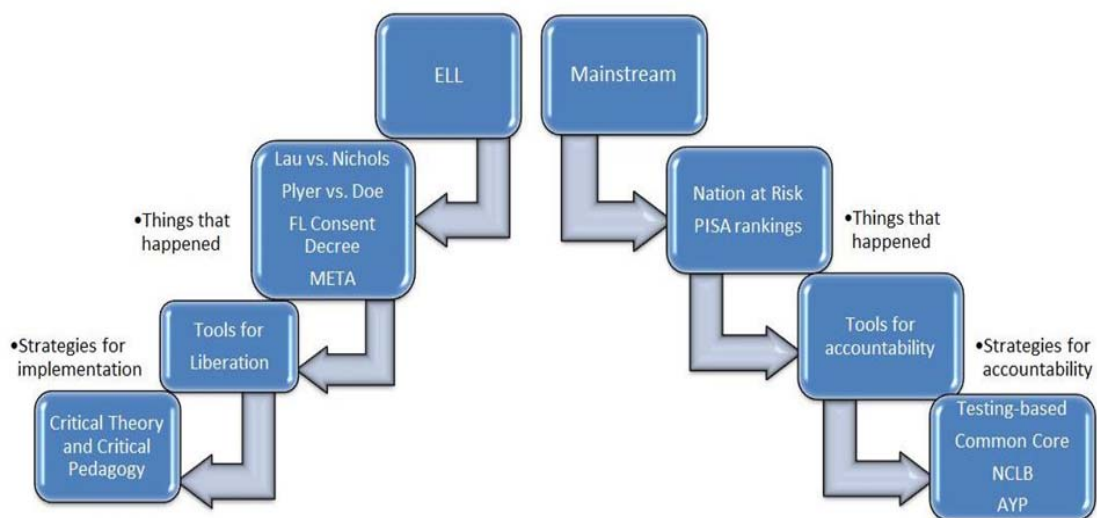 ELL
Mainstream
Lau vs. Nichols
Plyer vs. Doe
FL Consent
Decree
META
•Things that
happened
Nation at Risk
PISA rankings
•Things that
happened
Tools for
Liberation
•Strategies for
implementation
Tools for
accountability
•Strategies for
accountability
Critical Theory
and Critical
Pedagogy
Testing-based
Common Core
NCLB
AYP